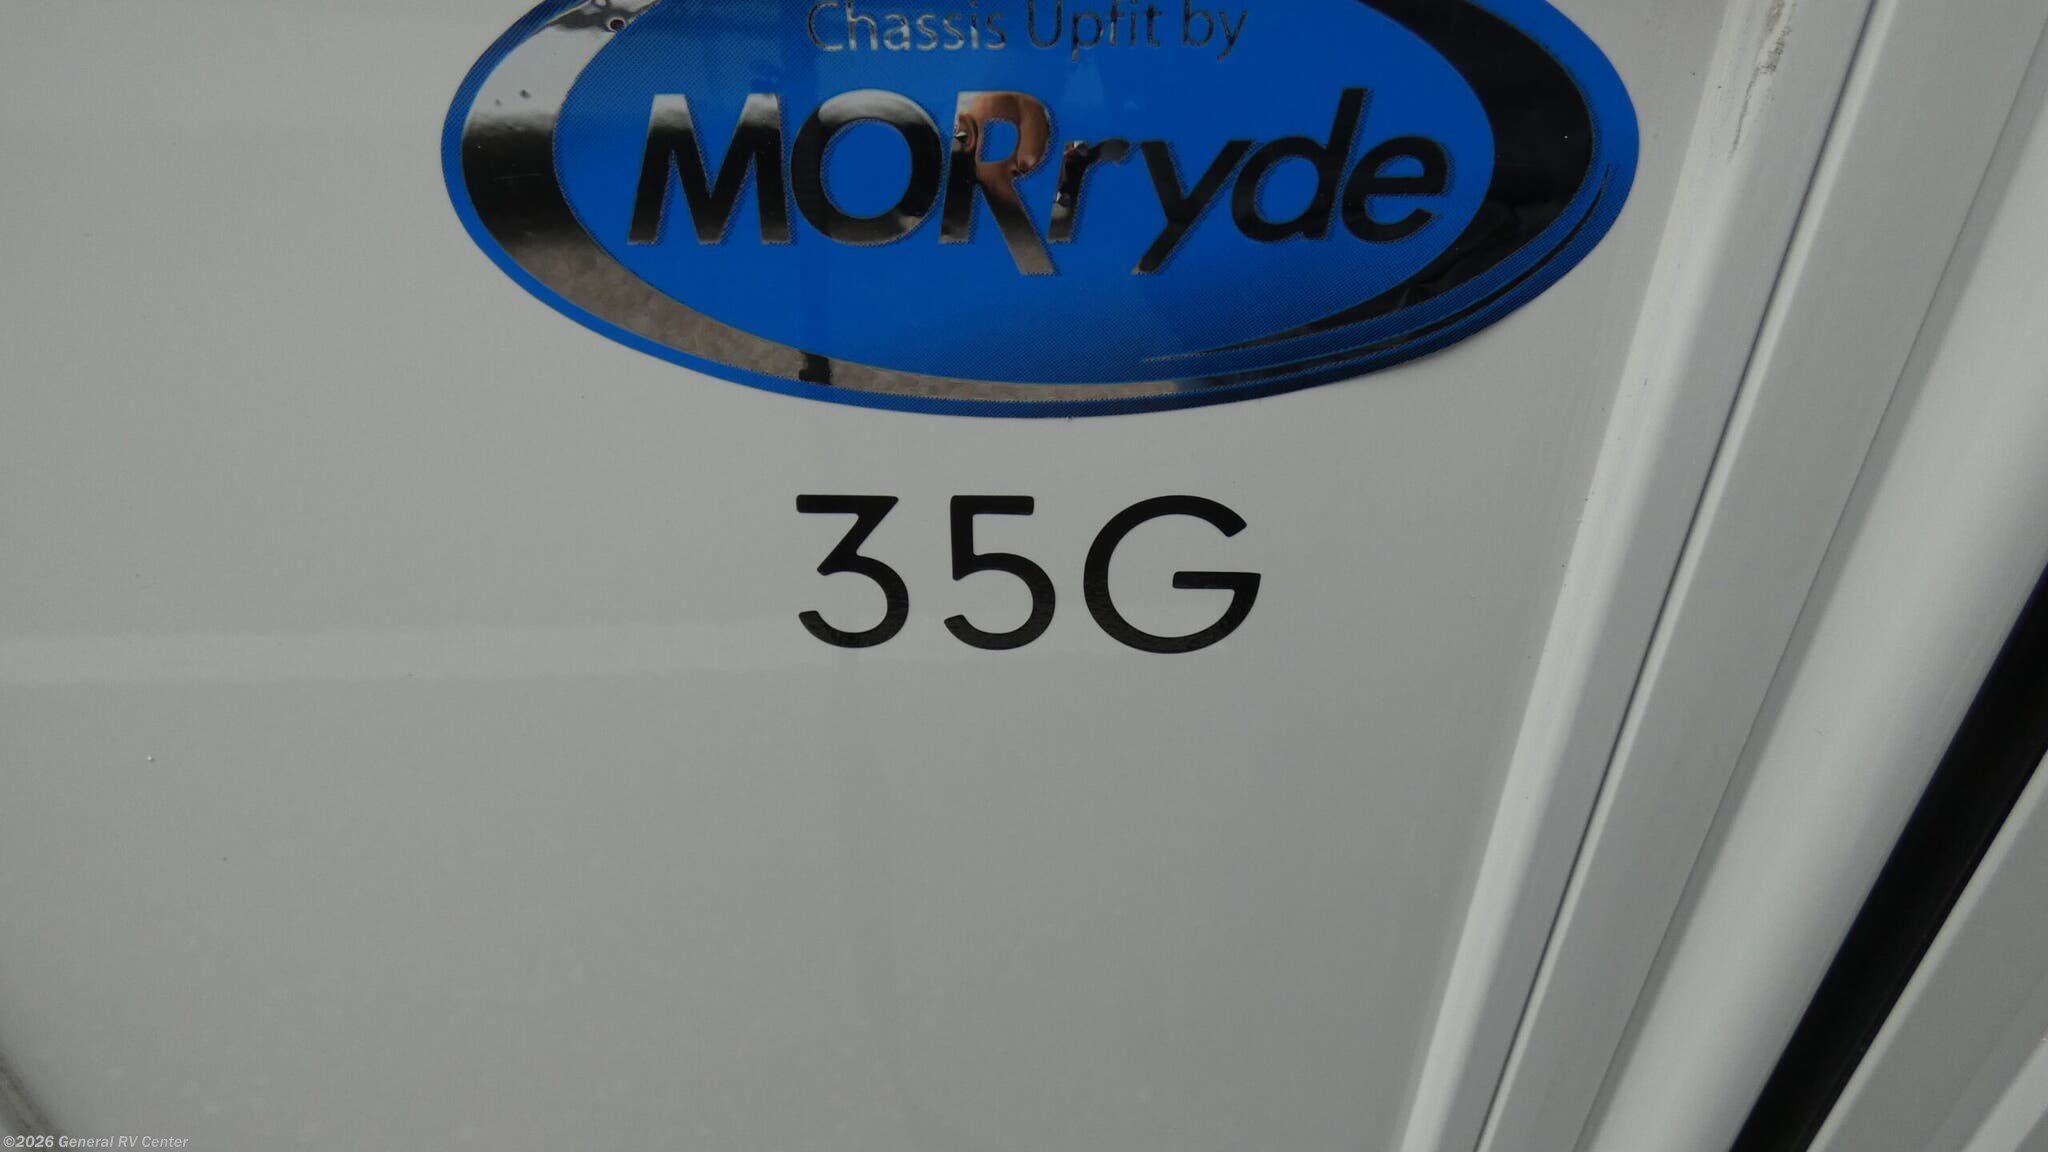 Chassis Upfit by
MORryde
35G
©2026 General RV Center